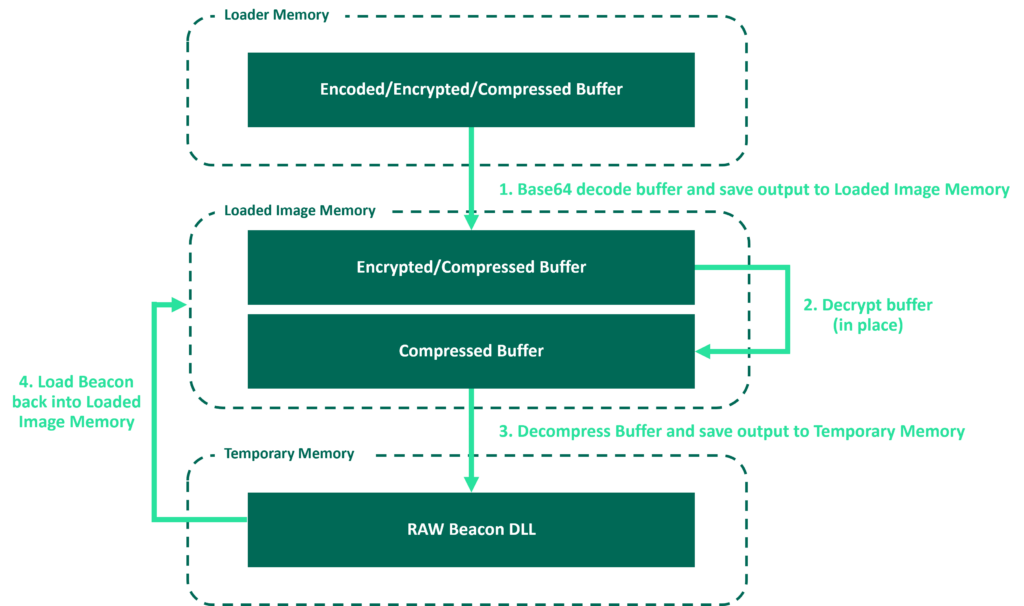 Loader Memory
Encoded/Encrypted/Compressed Buffer
1. Base64 decode buffer and save output to Loaded Image Memory
Loaded Image Memory
Encrypted/Compressed Buffer
2. Decrypt buffer
(in place)
Compressed Buffer
4. Load Beacon
back into Loaded
Image Memory
3. Decompress Buffer and save output to Temporary Memory
Temporary Memory
RAW Beacon DLL